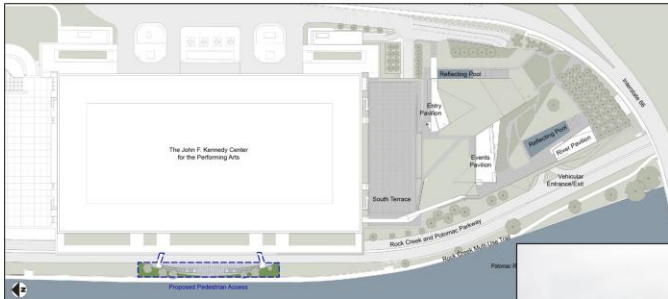 Reflecting Pool
Interstate 66
Entry
Pavilion
The John F. Kennedy Center
for the Performing Arts
Reflecting Pool
River Pavilion
Events
Pavilion
Vehicular
Entrance/Exit
South Terrace
Rock Creek and Potomac Parkway
Rock Creek Multi-Use Trail
Potomac R
Proposed Pedestrian Access
N